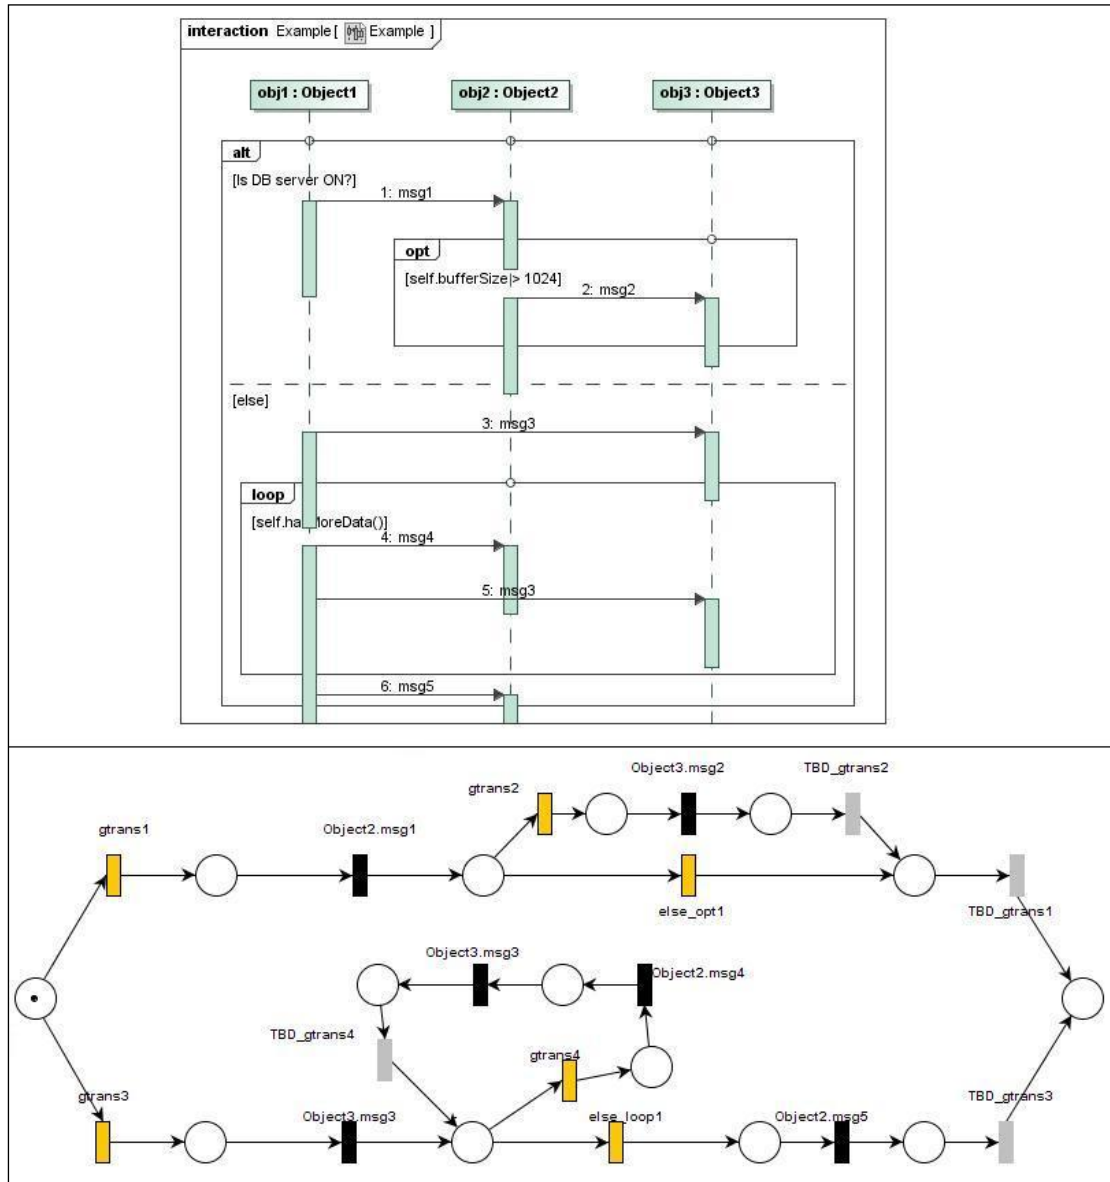 interaction Example[ Example ]
obj1 : Object1
obj2 : Object2
obj3 : Object3
alt
[Is DB server ON?]
1: msg1
opt
[self.bufferSize > 1024]
2: msg2
[else]
3: msg3
loop
[self.hasMoreData()]
4: msg4
5: msg3
6: msg5
Object3.msg2
TBD_gtrans2
gtrans2
gtrans1
Object2.msg1
else_opt1
TBD_gtrans1
Object3.msg3
Object2.msg4
TBD_gtrans4
gtrans4
gtrans3
Object3.msg3
else_loop1
Object2.msg5
TBD_gtrans3